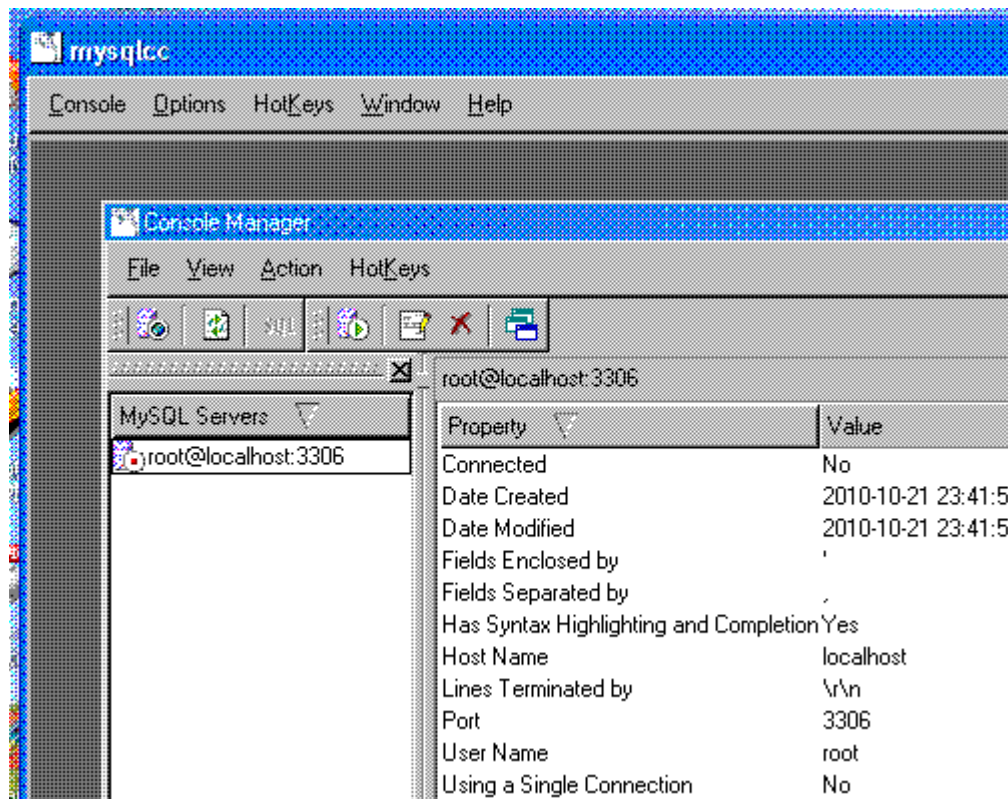 mysqlcc
Console Options HotKeys Window Help
Console Manager
File View Action HotKeys
SQL
root@localhost:3306
MySQL Servers
Property Value
root@localhost:3306
Connected No
Date Created 2010-10-21 23:41:5
Date Modified 2010-10-21 23:41:5
Fields Enclosed by '
Fields Separated by ,
Has Syntax Highlighting and Completion Yes
Host Name localhost
Lines Terminated by \r\n
Port 3306
User Name root
Using a Single Connection No